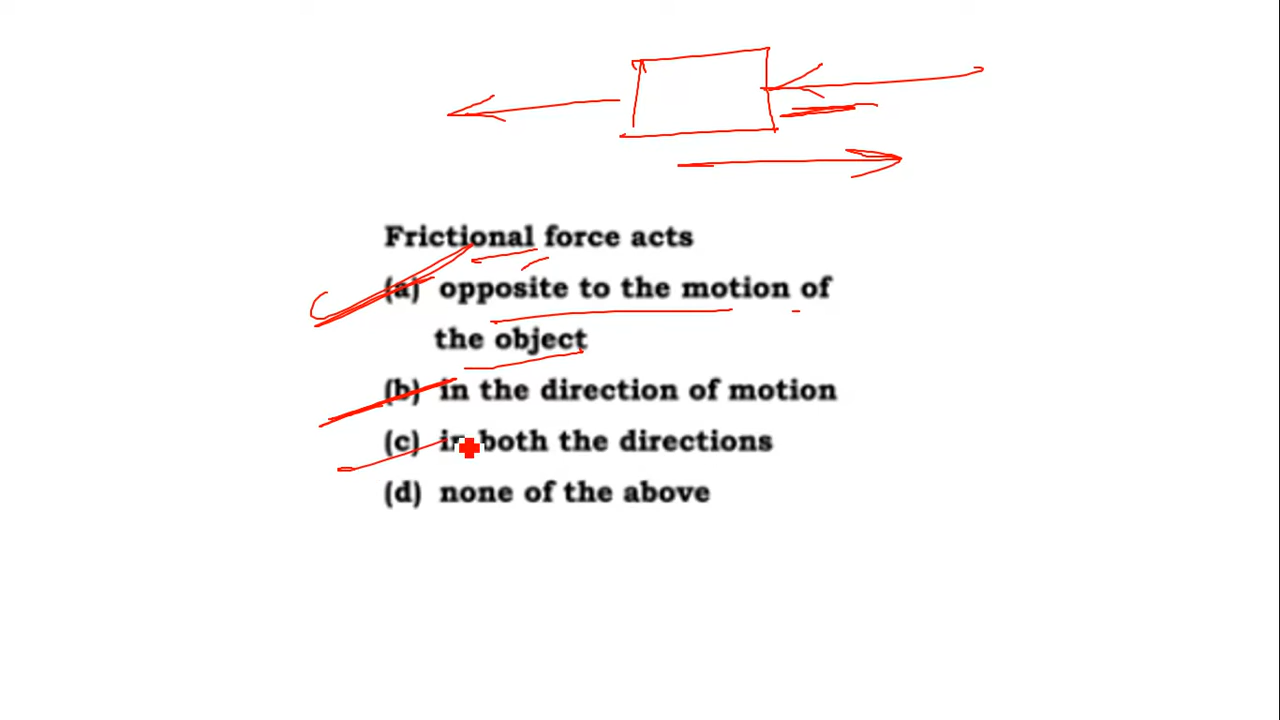 Frictional force acts
(a) opposite to the motion of
the object
(b) in the direction of motion
(c) in both the directions
(d) none of the above